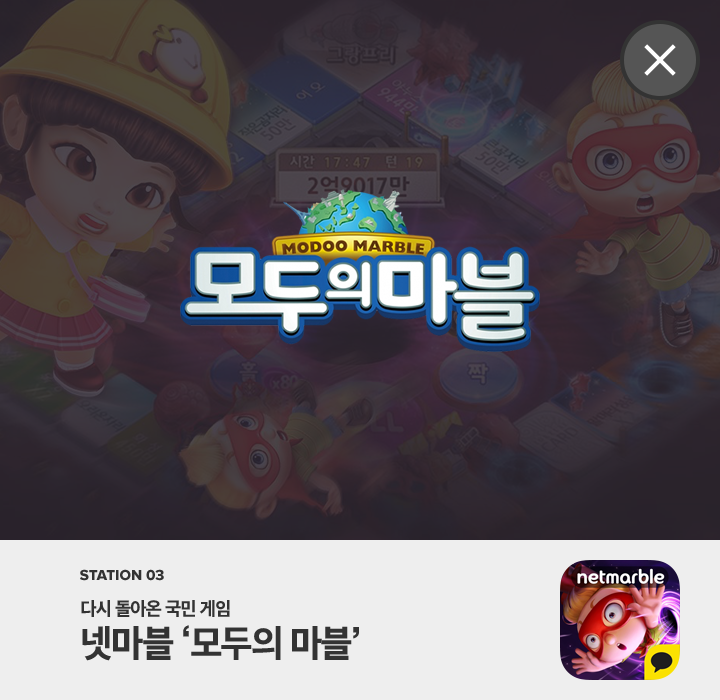 그랑프리
시간 17:47 턴 19
2억9017만
MODOO MARBLE
모두의마블
홀
x80
짝
STATION 03
다시 돌아온 국민 게임
넷마블 ‘모두의 마블’
netmarble